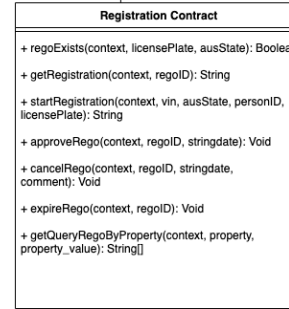 Registration Contract
+ regoExists(context, licensePlate, ausState): Boolea
+ getRegistration(context, regoID): String
+ startRegistration(context, vin, ausState, personID,
licensePlate): String
+ approveRego(context, regoID, stringdate): Void
+ cancelRego(context, regoID, stringdate,
comment): Void
+ expireRego(context, regoID): Void
+ getQueryRegoByProperty(context, property,
property_value): String[]